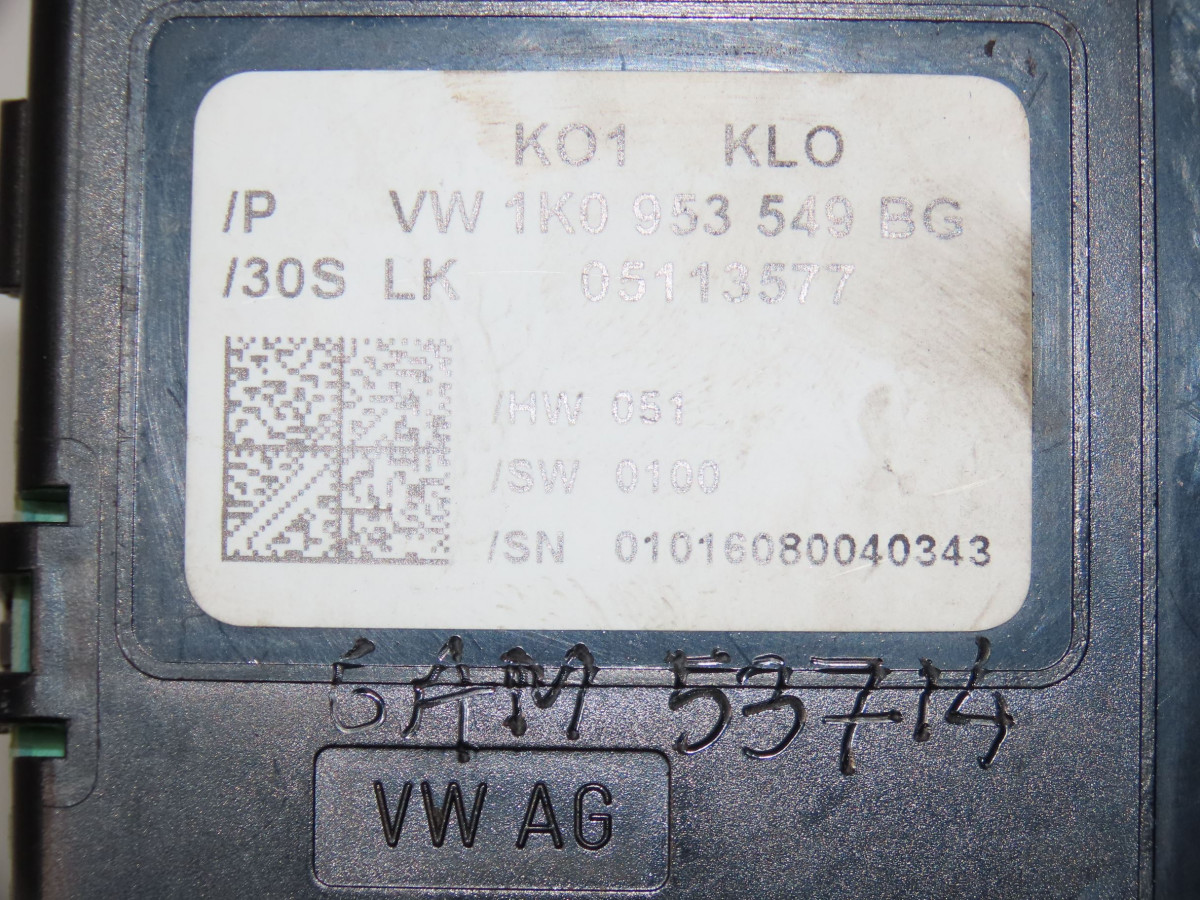 KO1 KLO
/P VW 1K0 953 549 BG
/30S LK 05113577
/HW 051
/SW 0100
/SN 01016080040343
6AM 53714
VW AG